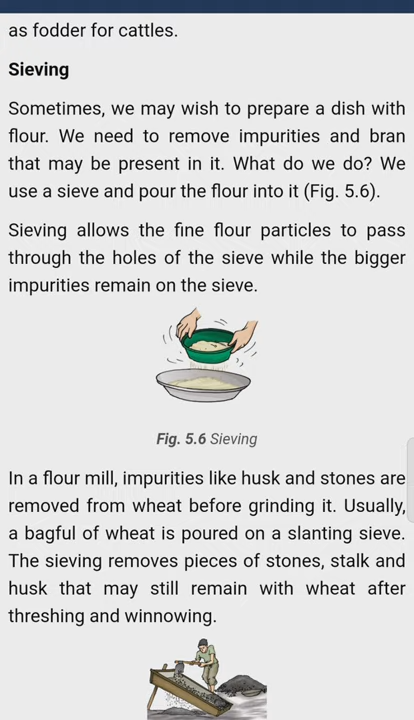 as fodder for cattles.
Sieving
Sometimes, we may wish to prepare a dish with
flour. We need to remove impurities and bran
that may be present in it. What do we do? We
use a sieve and pour the flour into it (Fig. 5.6).
Sieving allows the fine flour particles to pass
through the holes of the sieve while the bigger
impurities remain on the sieve.
Fig. 5.6 Sieving
In a flour mill, impurities like husk and stones are
removed from wheat before grinding it. Usually,
a bagful of wheat is poured on a slanting sieve.
The sieving removes pieces of stones, stalk and
husk that may still remain with wheat after
threshing and winnowing.